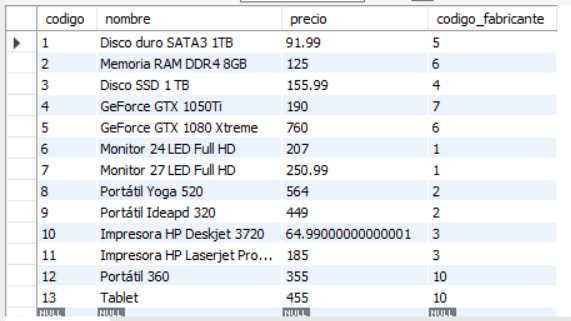 codigo nombre precio codigo_fabricante
1 Disco duro SATA3 1TB 91.99 5
2 Memoria RAM DDR4 8GB 125 6
3 Disco SSD 1 TB 155.99 4
4 GeForce GTX 1050Ti 190 7
5 GeForce GTX 1080 Xtreme 760 6
6 Monitor 24 LED Full HD 207 1
7 Monitor 27 LED Full HD 250.99 1
8 Portátil Yoga 520 564 2
9 Portátil Ideapd 320 449 2
10 Impresora HP Deskjet 3720 64.99000000000001 3
11 Impresora HP Laserjet Pro... 185 3
12 Portátil 360 355 10
13 Tablet 455 10
NULL NULL NULL NULL